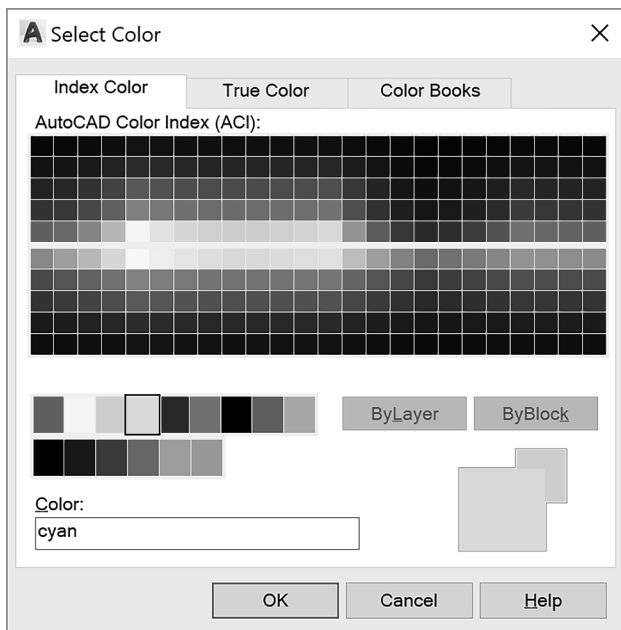 Select Color
Index Color
True Color
Color Books
AutoCAD Color Index (ACI):
ByLayer
ByBlock
Color:
cyan
OK
Cancel
Help